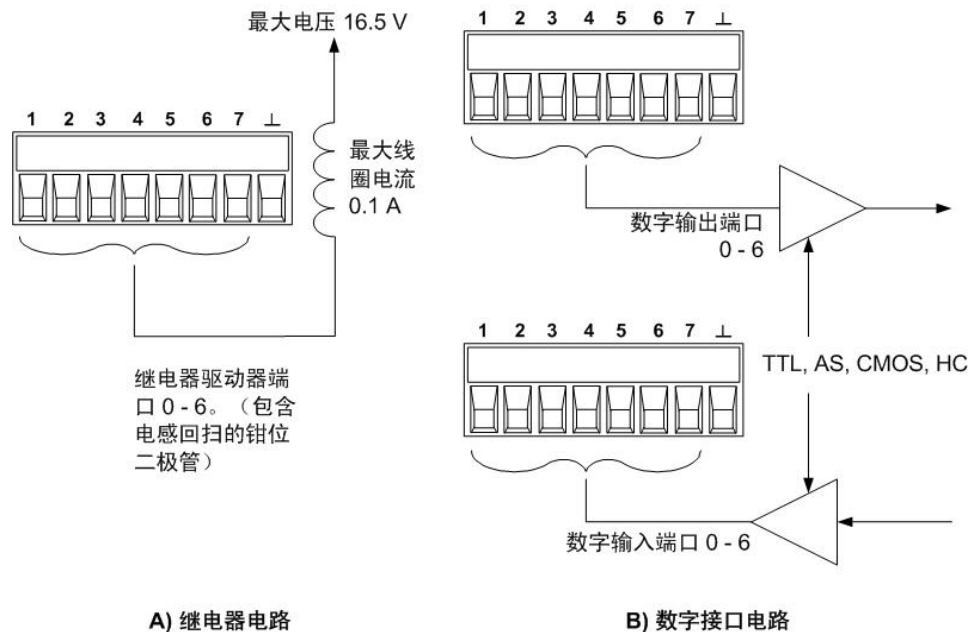 最大电压 16.5 V
1 2 3 4 5 6 7 ⊥
最大线
圈电流
0.1 A
继电器驱动器端
口 0 - 6。（包含
电感回扫的钳位
二极管）
A) 继电器电路
1 2 3 4 5 6 7 ⊥
数字输出端口
0 - 6
TTL, AS, CMOS, HC
1 2 3 4 5 6 7 ⊥
数字输入端口 0 - 6
B) 数字接口电路